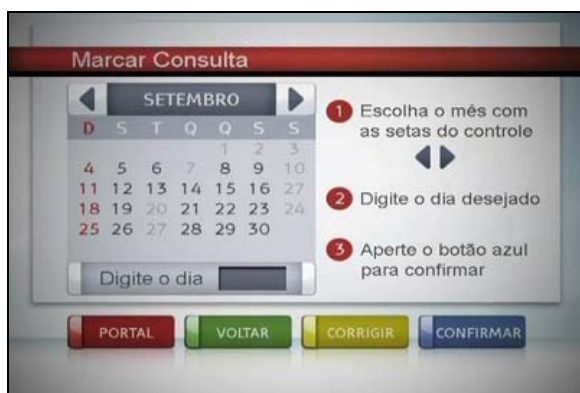 Marcar Consulta
SETEMBRO
D S T Q Q S S
1 2 3
4 5 6 7 8 9 10
11 12 13 14 15 16 27
18 19 20 21 22 23 24
25 26 27 28 29 30
Digite o dia
1 Escolha o mês com
as setas do controle
2 Digite o dia desejado
3 Aperte o botão azul
para confirmar
PORTAL VOLTAR CORRIGIR CONFIRMAR